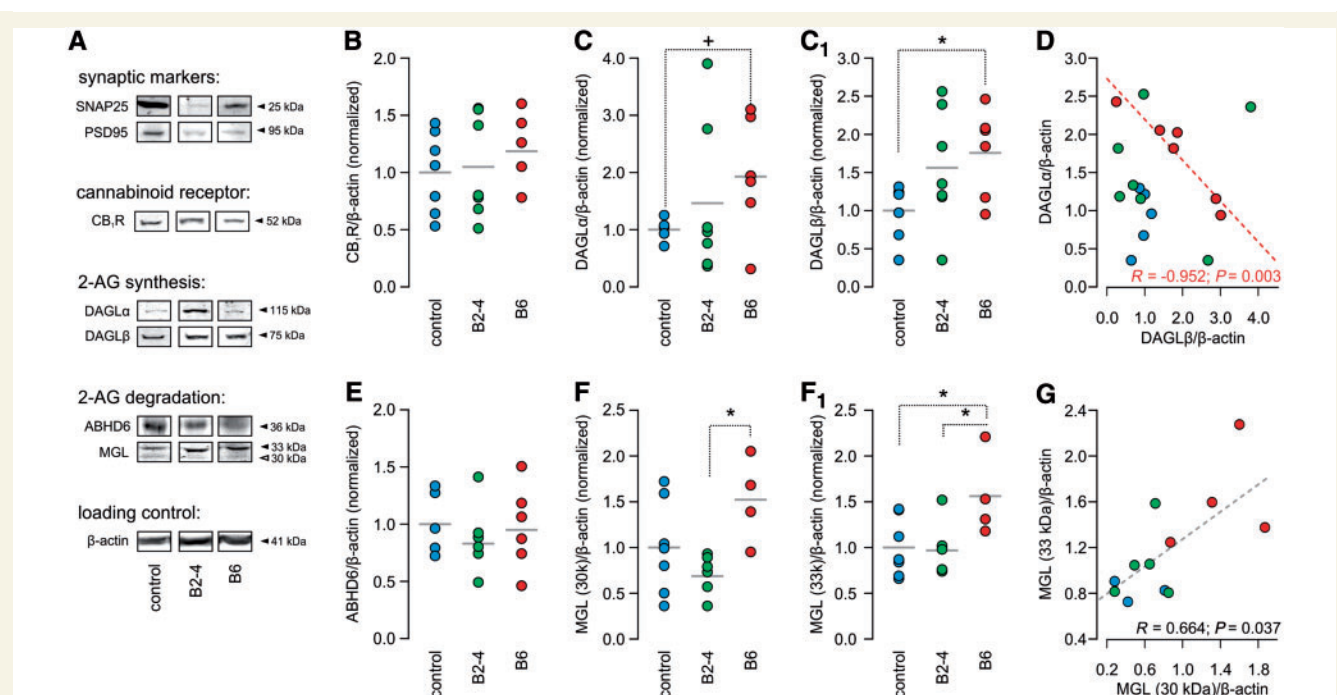 A
synaptic markers:
SNAP25
◄ 25 kDa
PSD95
◄ 95 kDa
cannabinoid receptor:
CB₁R
◄ 52 kDa
2-AG synthesis:
DAGLα
◄ 115 kDa
DAGLβ
◄ 75 kDa
2-AG degradation:
ABHD6
◄ 36 kDa
MGL
◄ 33 kDa
◁ 30 kDa
loading control:
β-actin
◄ 41 kDa
control
B2-4
B6
B
CB₁R/β-actin (normalized)
2.0
1.5
1.0
0.5
0.0
control
B2-4
B6
C
+
DAGLα/β-actin (normalized)
4.0
3.0
2.0
1.0
0.0
control
B2-4
B6
C₁
*
DAGLβ/β-actin (normalized)
3.0
2.5
2.0
1.5
1.0
0.5
0.0
control
B2-4
B6
D
DAGLα/β-actin
3.0
2.5
2.0
1.5
1.0
0.5
0.0
R = -0.952; P = 0.003
0.0 1.0 2.0 3.0 4.0
DAGLβ/β-actin
E
ABHD6/β-actin (normalized)
2.0
1.5
1.0
0.5
0.0
control
B2-4
B6
F
*
MGL (30k)/β-actin (normalized)
2.5
2.0
1.5
1.0
0.5
0.0
control
B2-4
B6
F₁
*
*
MGL (33k)/β-actin (normalized)
2.5
2.0
1.5
1.0
0.5
0.0
control
B2-4
B6
G
MGL (33 kDa)/β-actin
2.4
2.0
1.6
1.2
0.8
0.4
R = 0.664; P = 0.037
0.2 0.6 1.0 1.4 1.8
MGL (30 kDa)/β-actin